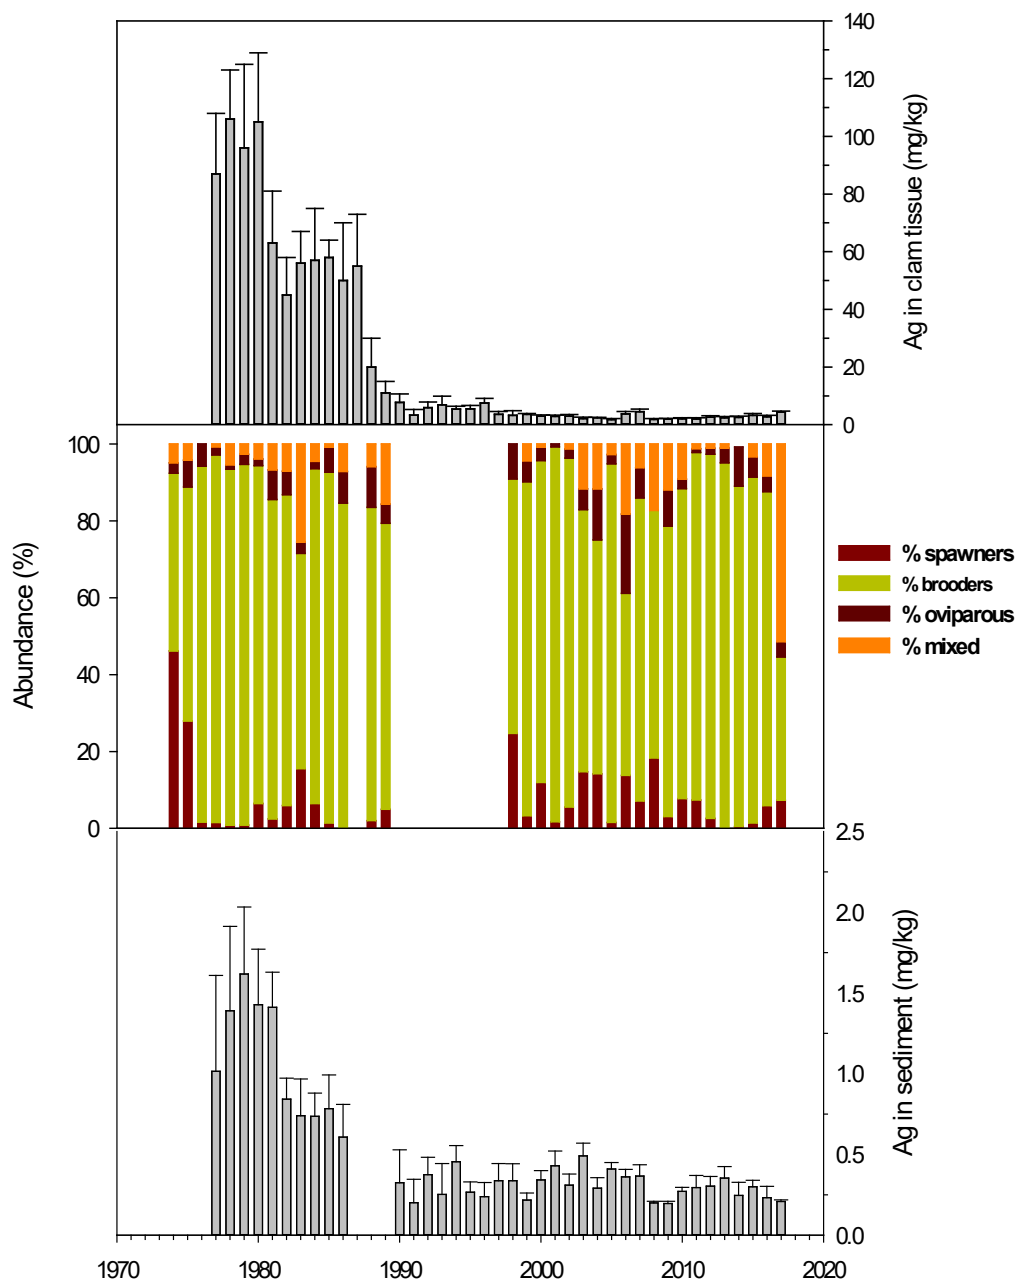 140
120
100
80
60
40
20
0
Ag in clam tissue (mg/kg)
100
80
60
40
20
0
Abundance (%)
% spawners
% brooders
% oviparous
% mixed
2.5
2.0
1.5
1.0
0.5
0.0
Ag in sediment (mg/kg)
1970 1980 1990 2000 2010 2020